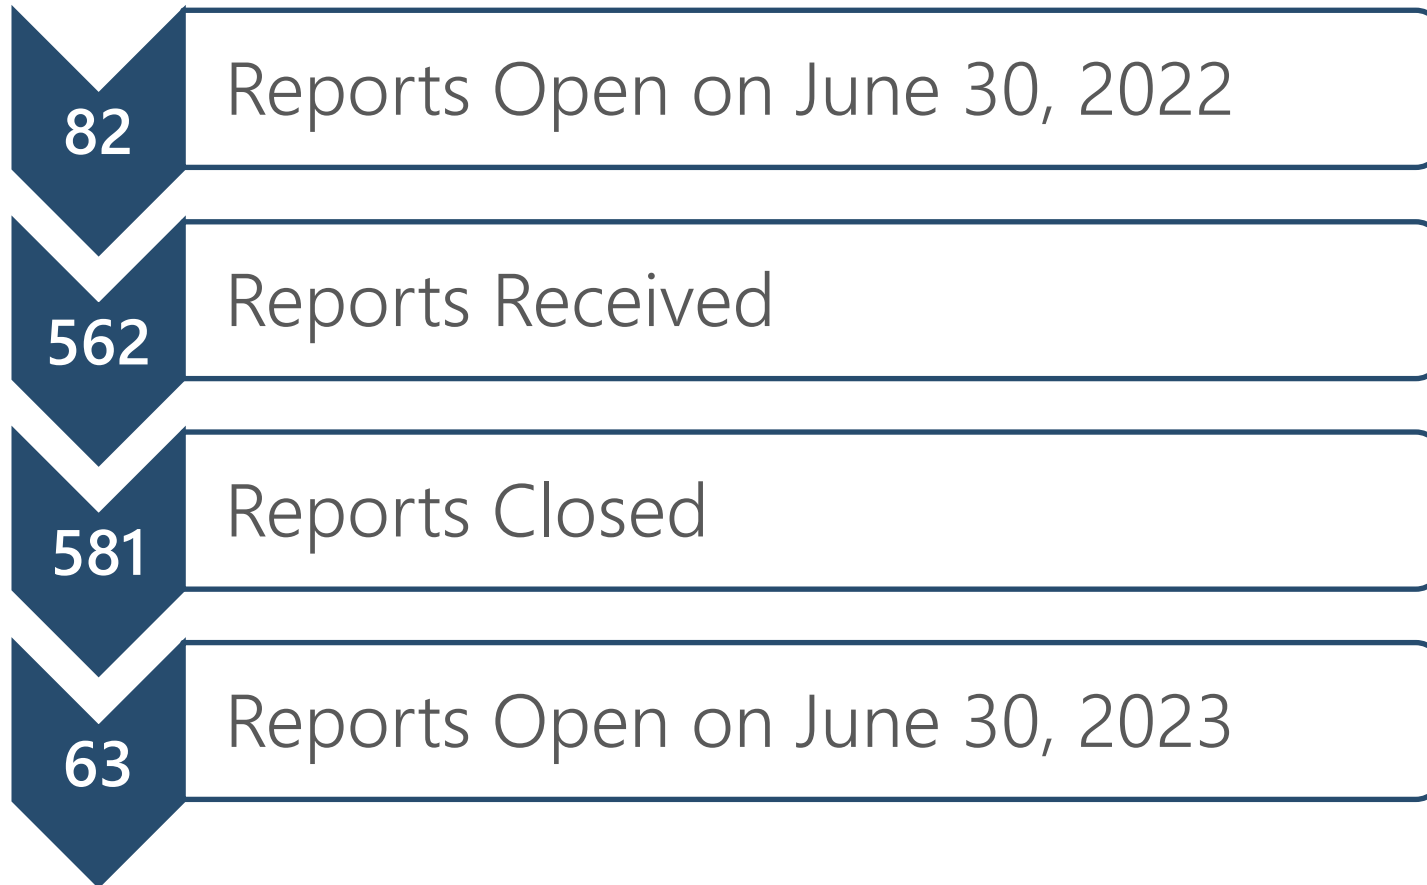 82
Reports Open on June 30, 2022
562
Reports Received
581
Reports Closed
63
Reports Open on June 30, 2023